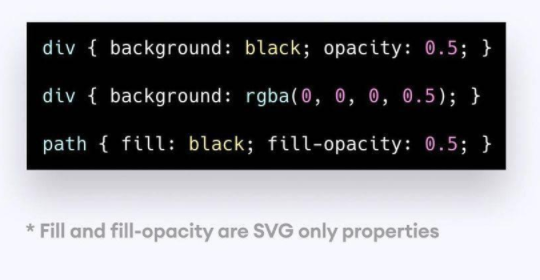 div { background: black; opacity: 0.5; }
div { background: rgba(0, 0, 0, 0.5); }
path { fill: black; fill-opacity: 0.5; }
* Fill and fill-opacity are SVG only properties